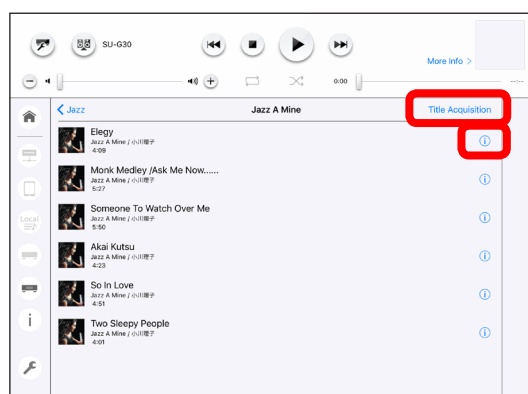 SU-G30
More Info >
0:00
--:--
< Jazz
Jazz A Mine
Title Acquisition
Elegy
Jazz A Mine / 小川理子
4:09
Monk Medley /Ask Me Now......
Jazz A Mine / 小川理子
5:27
Someone To Watch Over Me
Jazz A Mine / 小川理子
5:50
Local
Akai Kutsu
Jazz A Mine / 小川理子
4:23
So In Love
Jazz A Mine / 小川理子
4:51
Two Sleepy People
Jazz A Mine / 小川理子
4:01